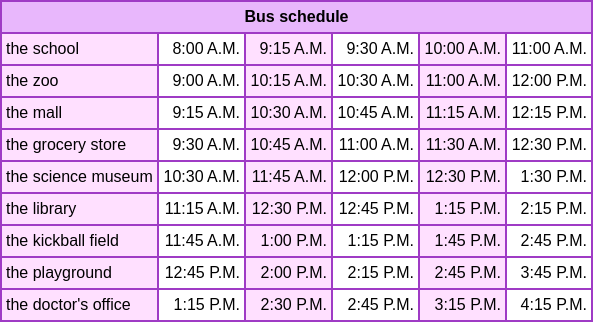 Bus schedule
the school 8:00 A.M. 9:15 A.M. 9:30 A.M. 10:00 A.M. 11:00 A.M.
the zoo 9:00 A.M. 10:15 A.M. 10:30 A.M. 11:00 A.M. 12:00 P.M.
the mall 9:15 A.M. 10:30 A.M. 10:45 A.M. 11:15 A.M. 12:15 P.M.
the grocery store 9:30 A.M. 10:45 A.M. 11:00 A.M. 11:30 A.M. 12:30 P.M.
the science museum 10:30 A.M. 11:45 A.M. 12:00 P.M. 12:30 P.M. 1:30 P.M.
the library 11:15 A.M. 12:30 P.M. 12:45 P.M. 1:15 P.M. 2:15 P.M.
the kickball field 11:45 A.M. 1:00 P.M. 1:15 P.M. 1:45 P.M. 2:45 P.M.
the playground 12:45 P.M. 2:00 P.M. 2:15 P.M. 2:45 P.M. 3:45 P.M.
the doctor's office 1:15 P.M. 2:30 P.M. 2:45 P.M. 3:15 P.M. 4:15 P.M.